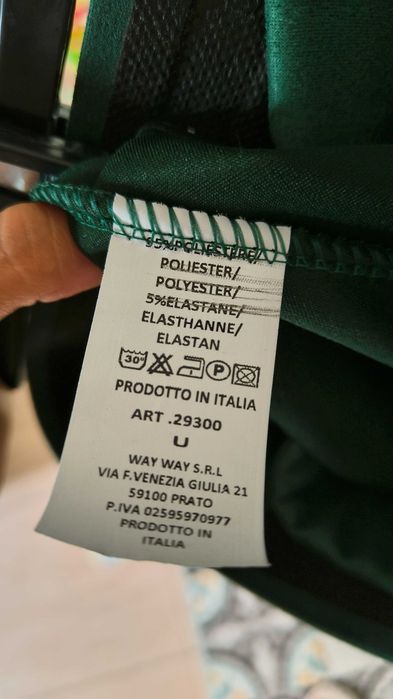 95%POLIESTERE/
POLIESTER/
POLYESTER/
5%ELASTANE/
ELASTHANNE/
ELASTAN
30° P
PRODOTTO IN ITALIA
ART .29300
U
WAY WAY S.R.L
VIA F.VENEZIA GIULIA 21
59100 PRATO
P.IVA 02595970977
PRODOTTO IN
ITALIA